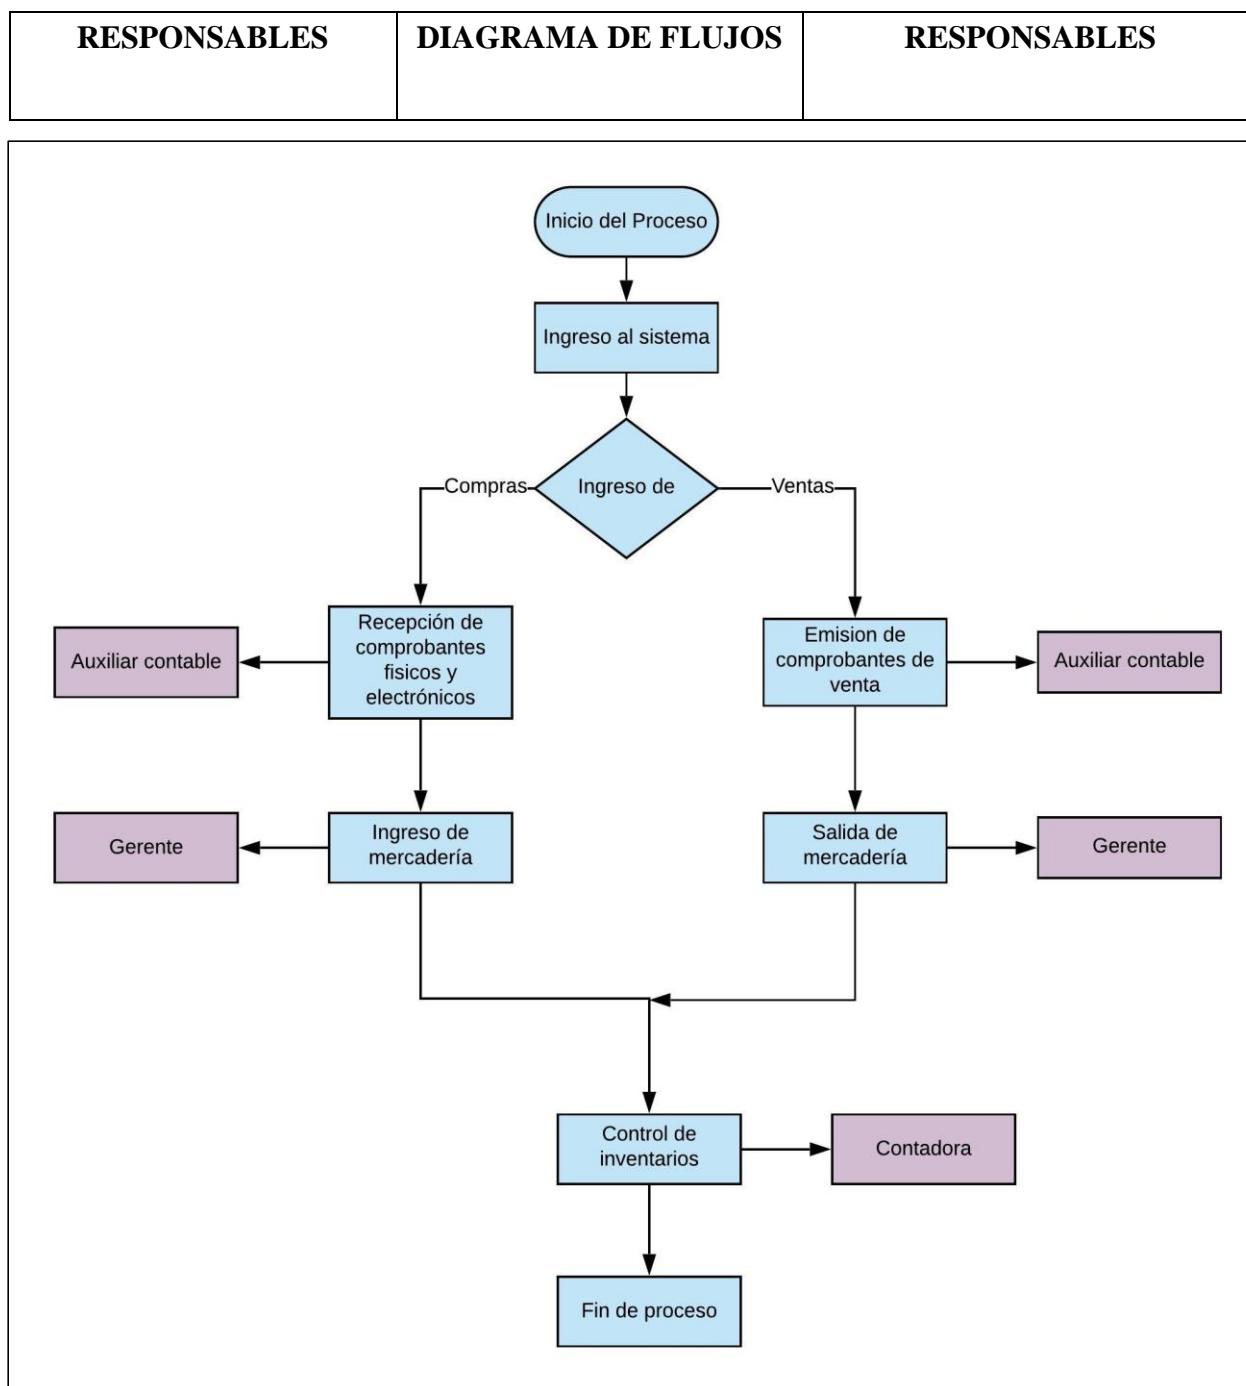 RESPONSABLES
DIAGRAMA DE FLUJOS
RESPONSABLES
Inicio del Proceso
Ingreso al sistema
Ingreso de
Compras
Ventas
Recepción de
comprobantes
fisicos y
electrónicos
Auxiliar contable
Emision de
comprobantes de
venta
Auxiliar contable
Ingreso de
mercadería
Gerente
Salida de
mercadería
Gerente
Control de
inventarios
Contadora
Fin de proceso